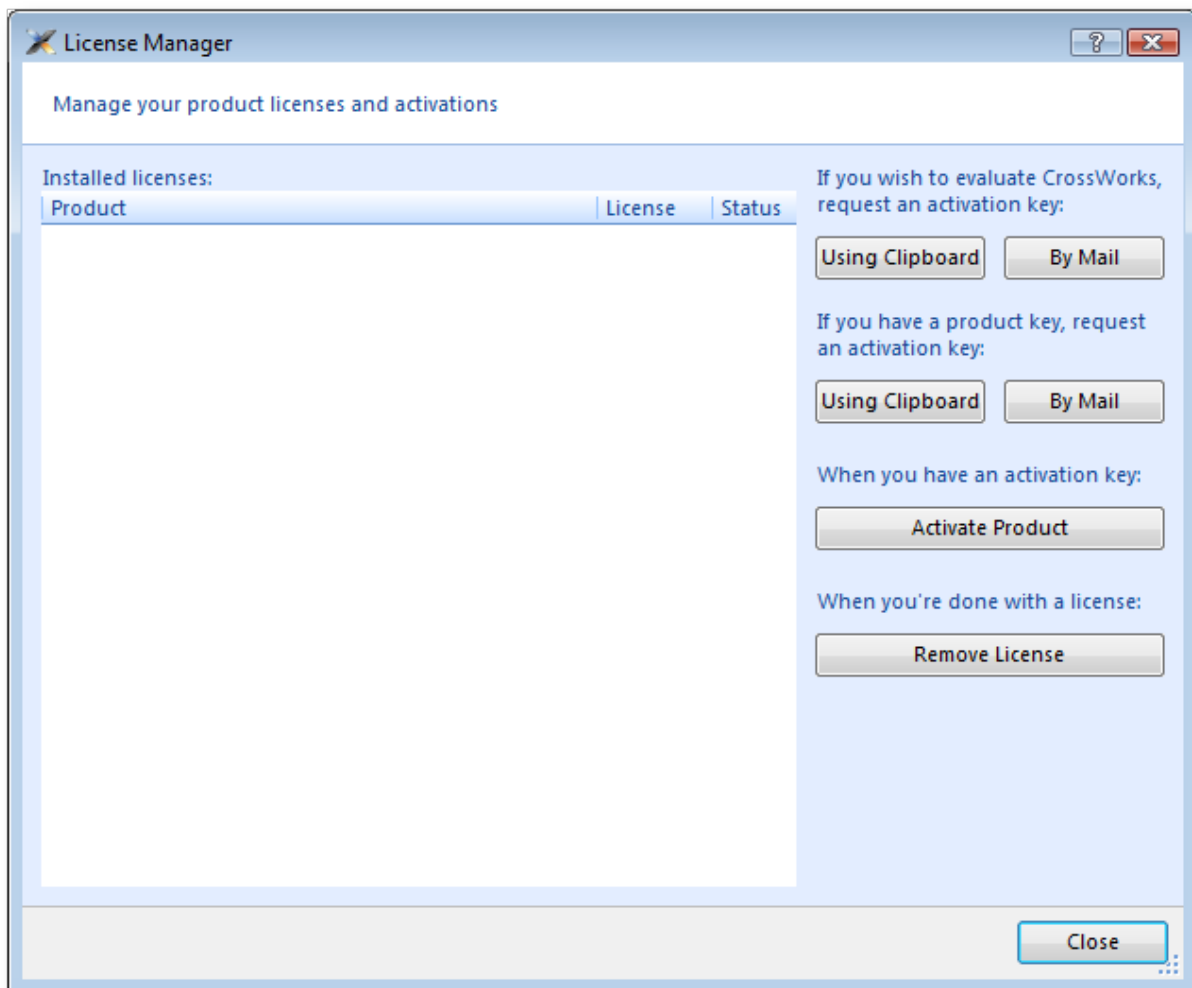 License Manager
?
Manage your product licenses and activations
Installed licenses:
Product License Status
If you wish to evaluate CrossWorks,
request an activation key:
Using Clipboard By Mail
If you have a product key, request
an activation key:
Using Clipboard By Mail
When you have an activation key:
Activate Product
When you're done with a license:
Remove License
Close